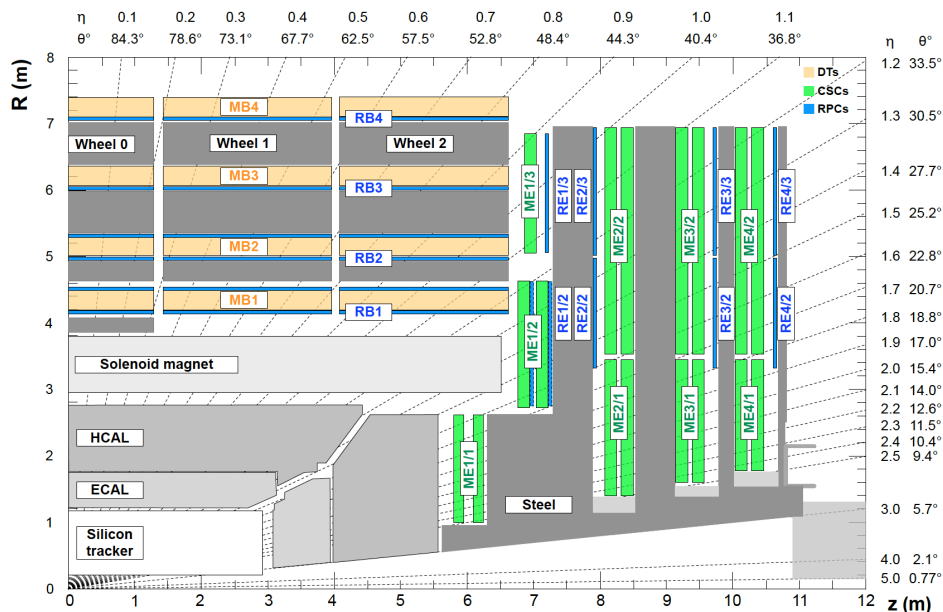 η 0.1 0.2 0.3 0.4 0.5 0.6 0.7 0.8 0.9 1.0 1.1
θ° 84.3° 78.6° 73.1° 67.7° 62.5° 57.5° 52.8° 48.4° 44.3° 40.4° 36.8° η θ°
R (m)
8
7
6
5
4
3
2
1
0
1.2 33.5°
1.3 30.5°
1.4 27.7°
1.5 25.2°
1.6 22.8°
1.7 20.7°
1.8 18.8°
1.9 17.0°
2.0 15.4°
2.1 14.0°
2.2 12.6°
2.3 11.5°
2.4 10.4°
2.5 9.4°
3.0 5.7°
4.0 2.1°
5.0 0.77°
DTs
CSCs
RPCs
MB4
RB4
Wheel 0 Wheel 1 Wheel 2
MB3
RB3
MB2
RB2
MB1
RB1
ME1/3
RE1/3
RE2/3
ME2/2
ME3/2
RE3/3
ME4/2
RE4/3
ME1/2
RE1/2
RE2/2
RE3/2
RE4/2
ME1/1
ME2/1
ME3/1
ME4/1
Solenoid magnet
HCAL
ECAL
Silicon
tracker
Steel
0 1 2 3 4 5 6 7 8 9 10 11 12
z (m)